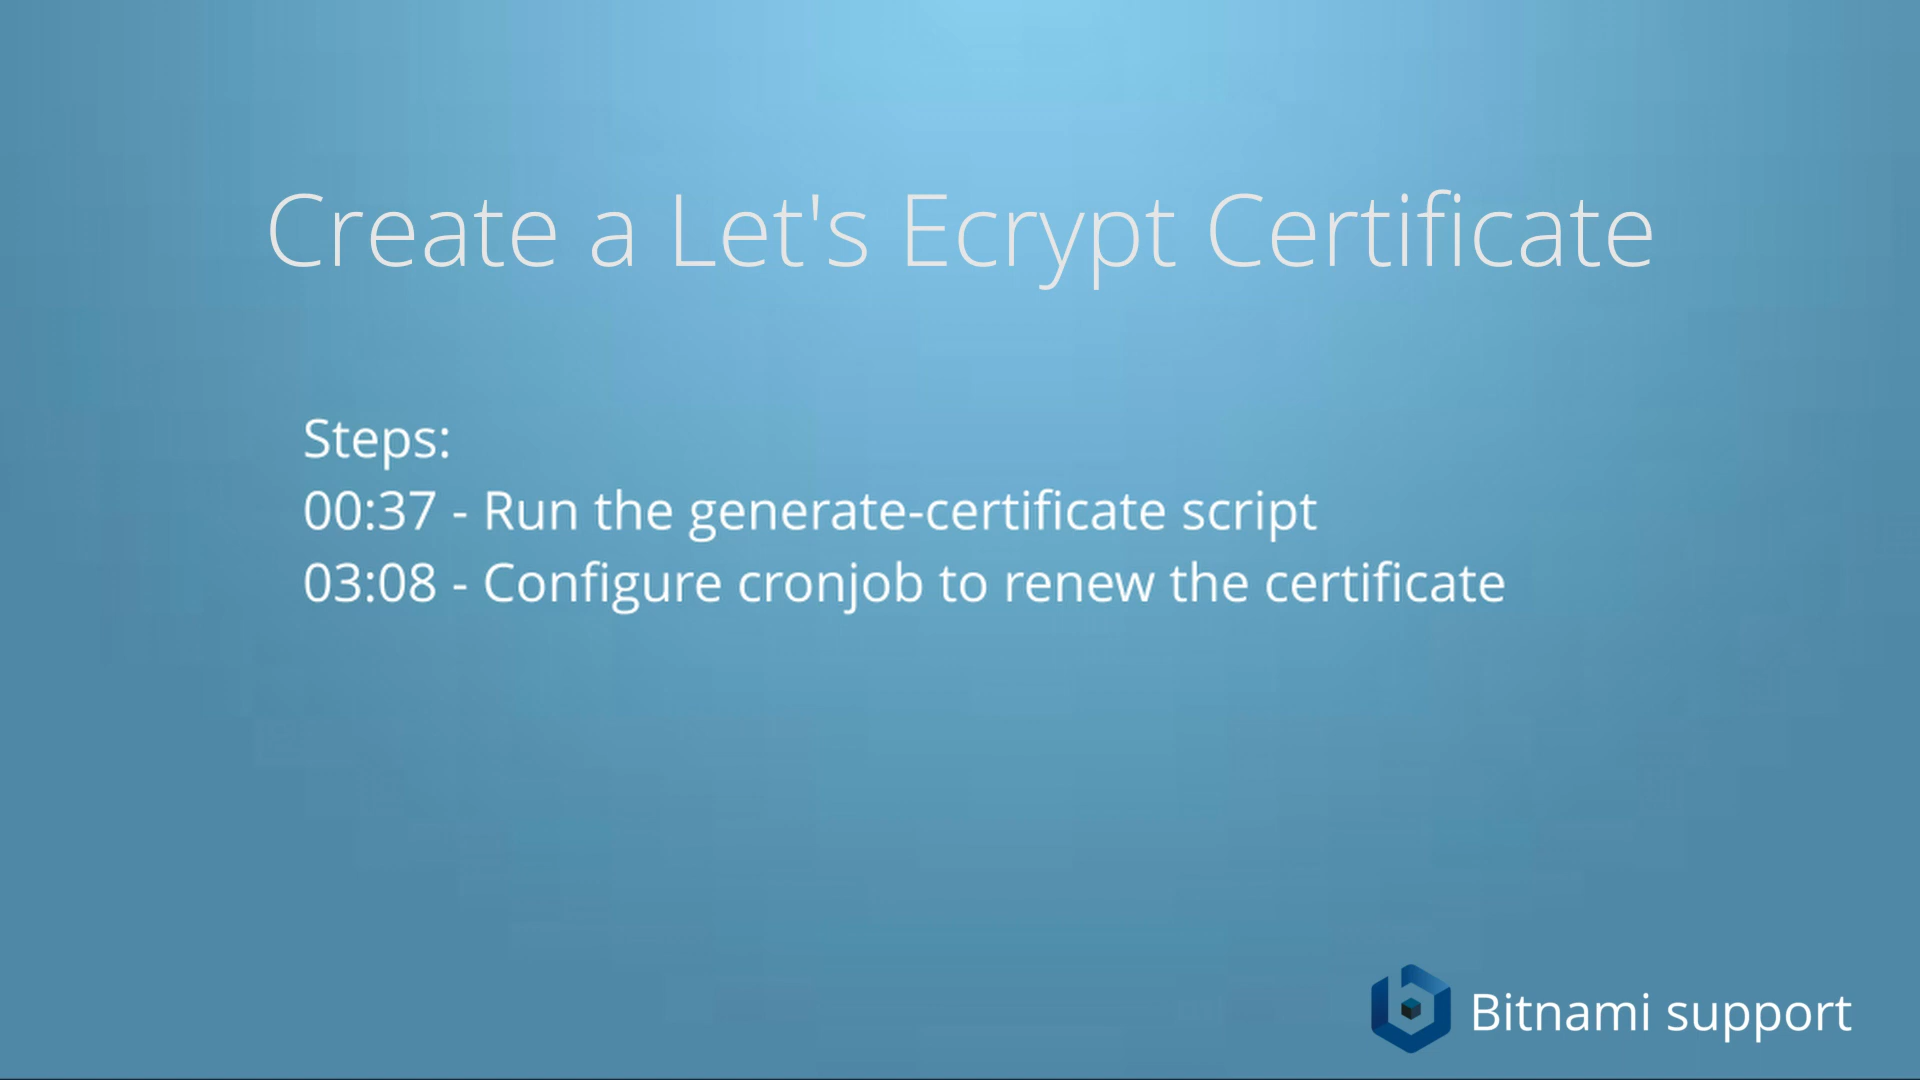 Create a Let's Ecrypt Certificate
Steps:
00:37 - Run the generate-certificate script
03:08 - Configure cronjob to renew the certificate
Bitnami support